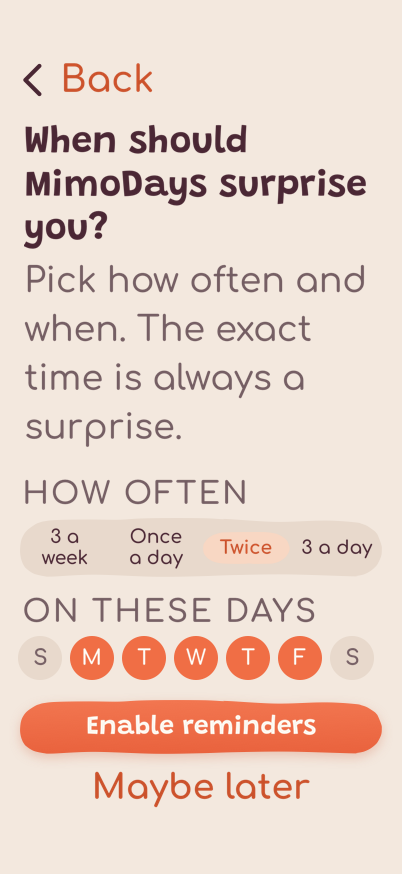 Back
When should
MimoDays surprise
you?
Pick how often and
when. The exact
time is always a
surprise.
HOW OFTEN
3 a
week
Once
a day
Twice
3 a day
ON THESE DAYS
S M T W T F S
Enable reminders
Maybe later